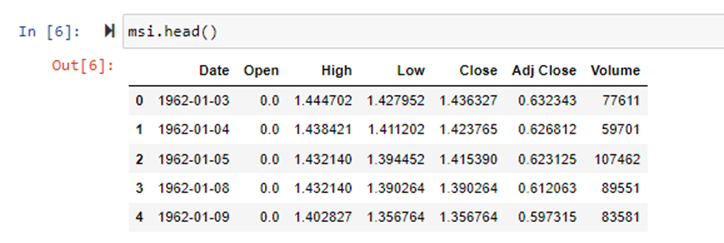 In [6]: msi.head()
Out[6]:
Date Open High Low Close Adj Close Volume
0 1962-01-03 0.0 1.444702 1.427952 1.436327 0.632343 77611
1 1962-01-04 0.0 1.438421 1.411202 1.423765 0.626812 59701
2 1962-01-05 0.0 1.432140 1.394452 1.415390 0.623125 107462
3 1962-01-08 0.0 1.432140 1.390264 1.390264 0.612063 89551
4 1962-01-09 0.0 1.402827 1.356764 1.356764 0.597315 83581